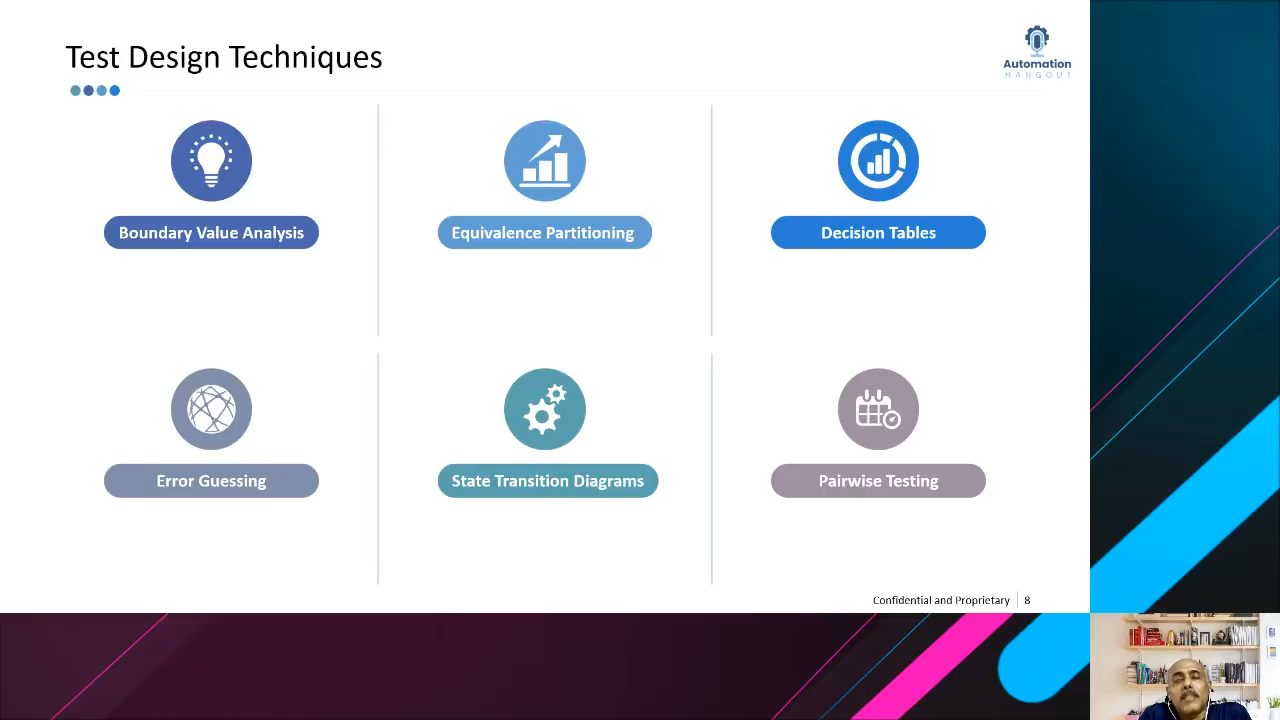 Test Design Techniques
Automation
HANGOUT
Boundary Value Analysis
Equivalence Partitioning
Decision Tables
Error Guessing
State Transition Diagrams
Pairwise Testing
Confidential and Proprietary
8